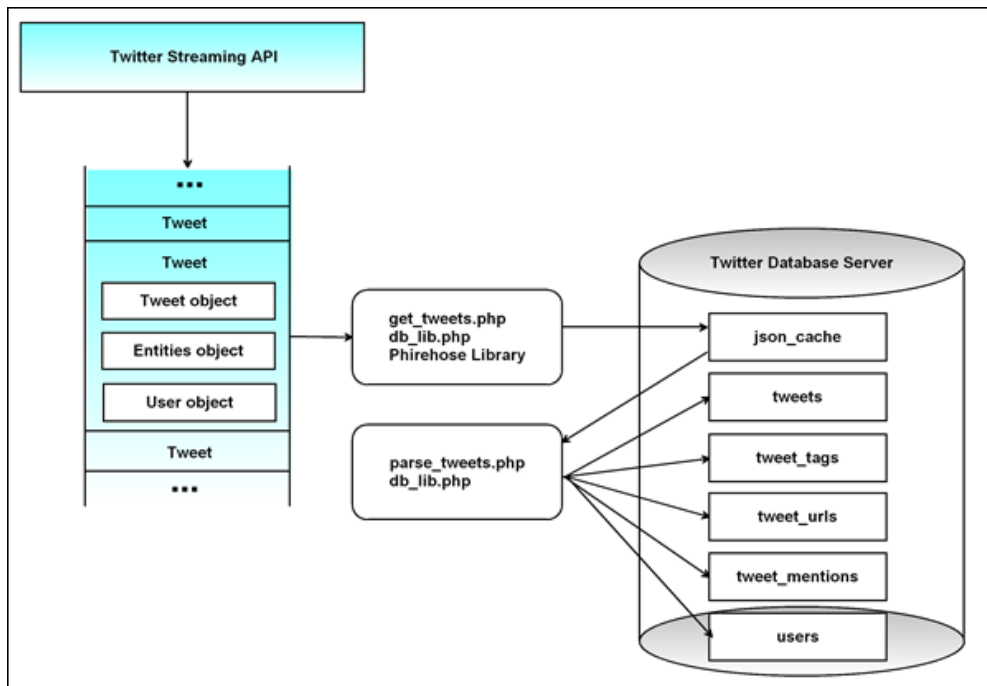 Twitter Streaming API
...
Tweet
Tweet
Tweet object
Entities object
User object
Tweet
...
get_tweets.php
db_lib.php
Phirehose Library
parse_tweets.php
db_lib.php
Twitter Database Server
json_cache
tweets
tweet_tags
tweet_urls
tweet_mentions
users